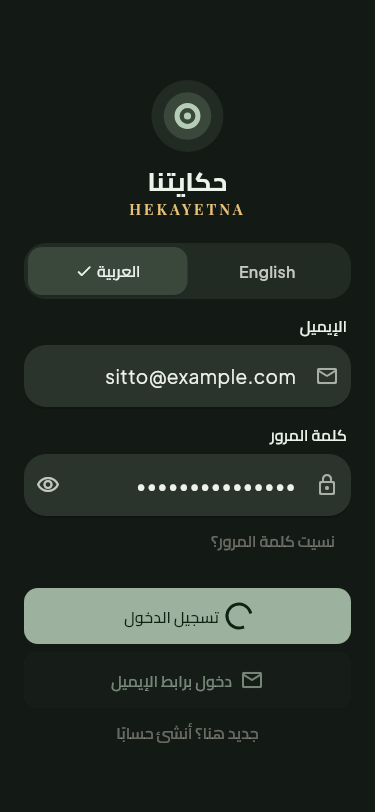 حكايتنا
HEKAYETNA
العربية English
الإيميل
sitto@example.com
كلمة المرور
•••••••••••••••
نسيت كلمة المرور؟
تسجيل الدخول
دخول برابط الإيميل
جديد هنا؟ أنشئ حسابًا